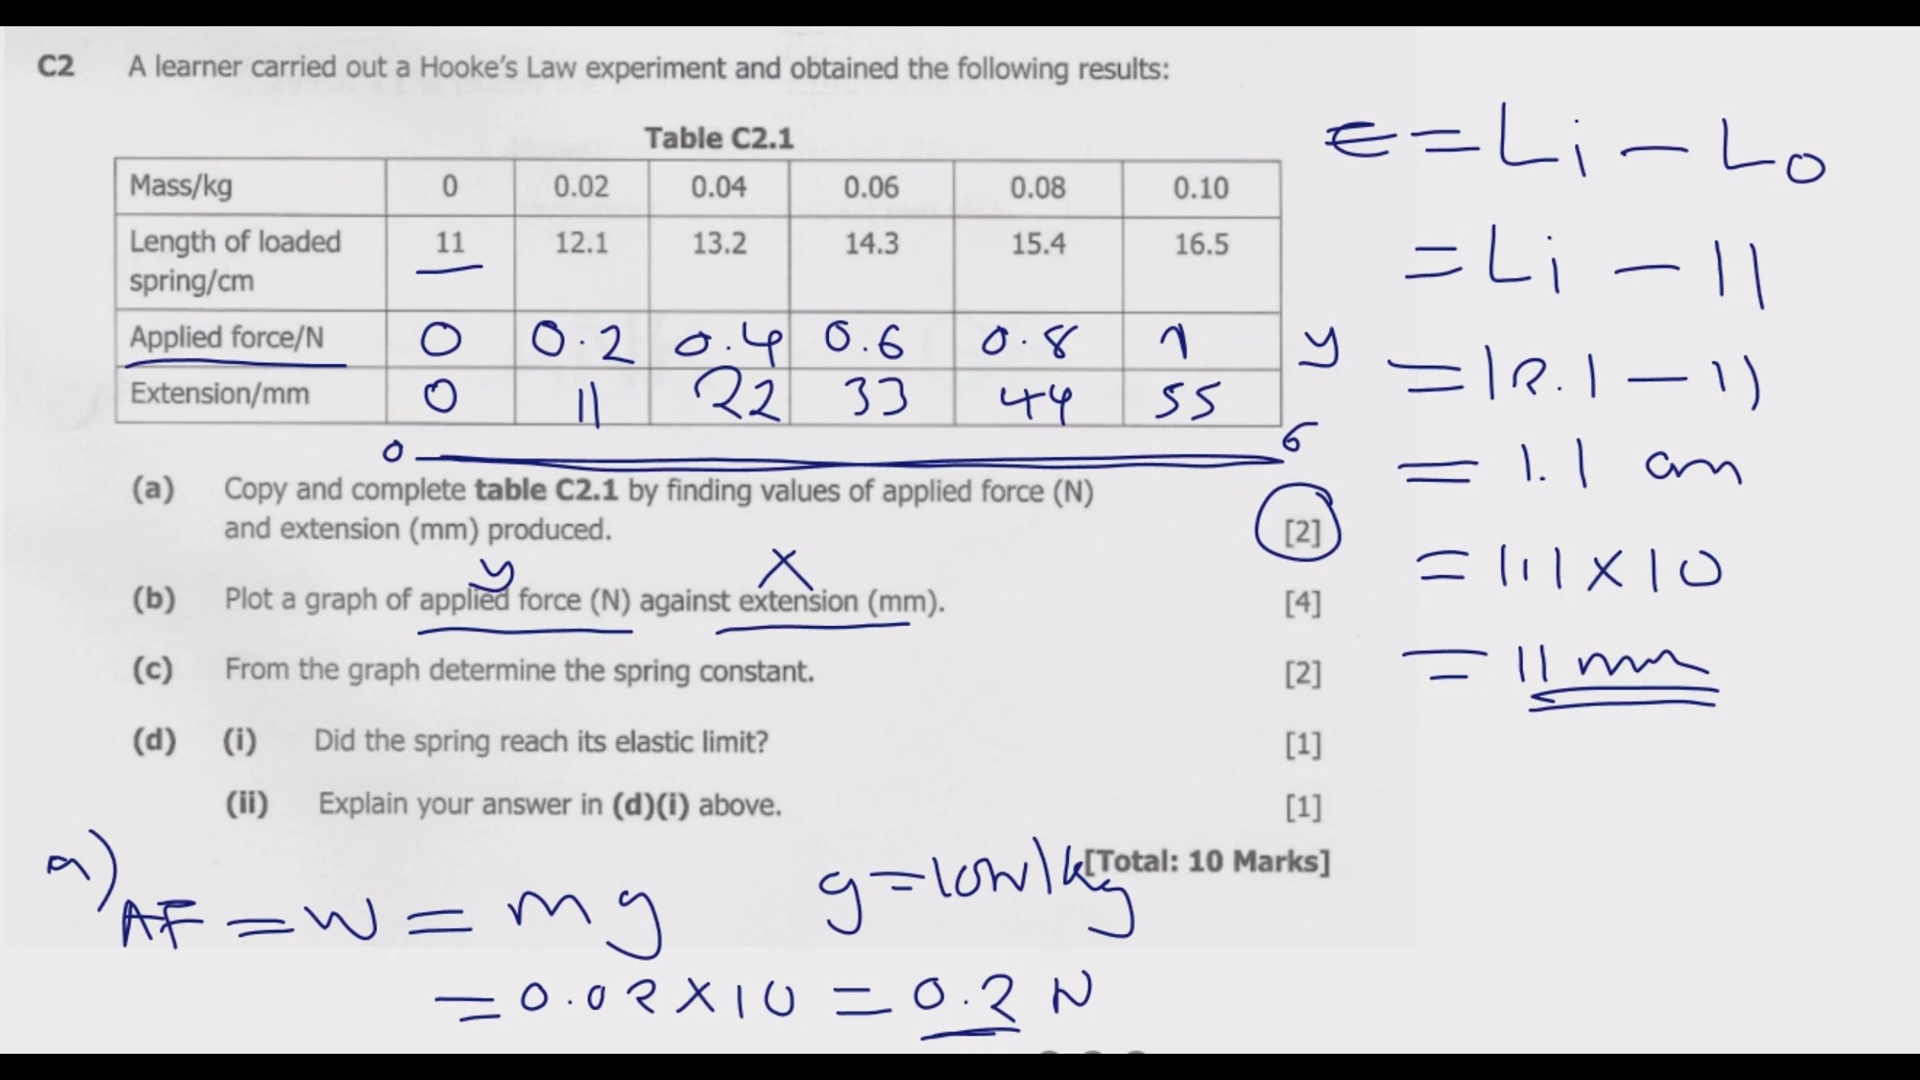 C2 A learner carried out a Hooke's Law experiment and obtained the following results:
Table C2.1
Mass/kg 0 0.02 0.04 0.06 0.08 0.10
Length of loaded spring/cm 11 12.1 13.2 14.3 15.4 16.5
Applied force/N 0 0.2 0.4 0.6 0.8 1 y
Extension/mm 0 11 22 33 44 55
0 6
(a) Copy and complete table C2.1 by finding values of applied force (N)
and extension (mm) produced. [2]
y x
(b) Plot a graph of applied force (N) against extension (mm). [4]
(c) From the graph determine the spring constant. [2]
(d) (i) Did the spring reach its elastic limit? [1]
(ii) Explain your answer in (d)(i) above. [1]
[Total: 10 Marks]
a)
AF = W = mg g = 10N/kg
= 0.02 x 10 = 0.2 N
e = Li - Lo
= Li - 11
= 12.1 - 11
= 1.1 cm
= 1.1 x 10
= 11 mm